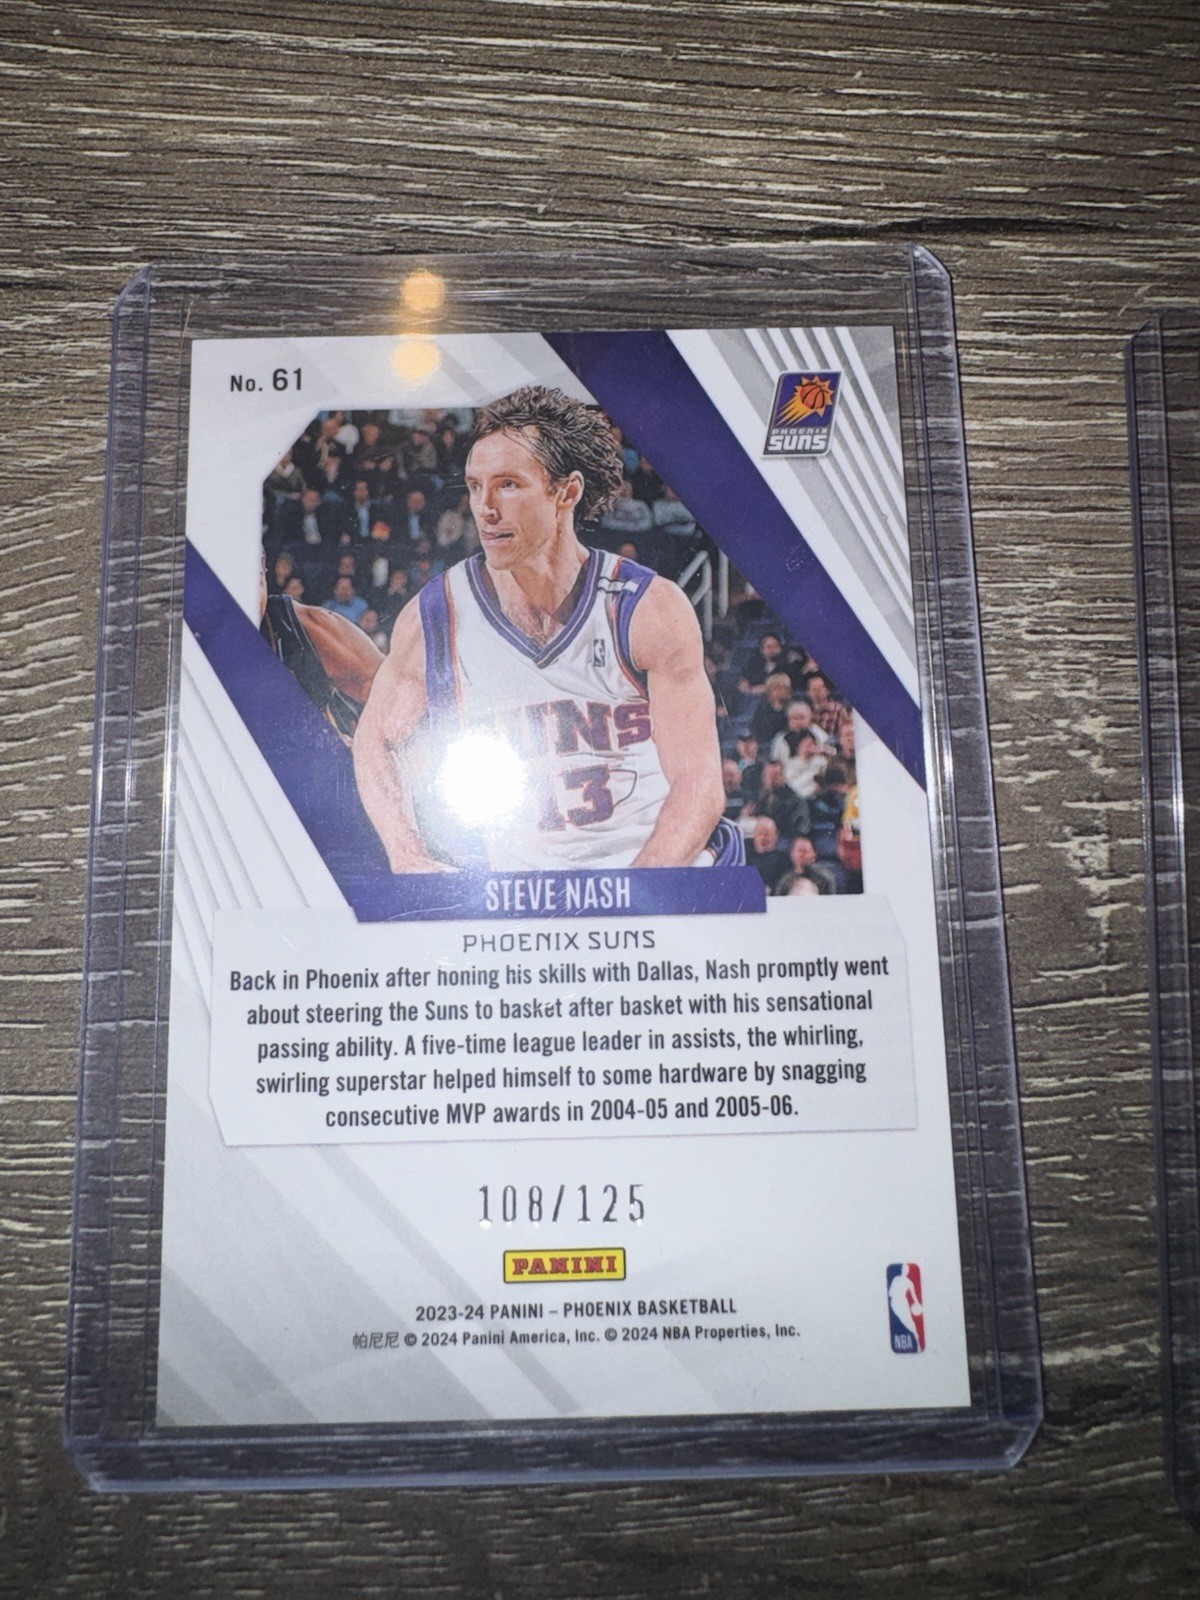 No. 61
PHOENIX
SUNS
SUNS
13
STEVE NASH
PHOENIX SUNS
Back in Phoenix after honing his skills with Dallas, Nash promptly went
about steering the Suns to basket after basket with his sensational
passing ability. A five-time league leader in assists, the whirling,
swirling superstar helped himself to some hardware by snagging
consecutive MVP awards in 2004-05 and 2005-06.
108/125
PANINI
2023-24 PANINI – PHOENIX BASKETBALL
帕尼尼 © 2024 Panini America, Inc. © 2024 NBA Properties, Inc.
NBA